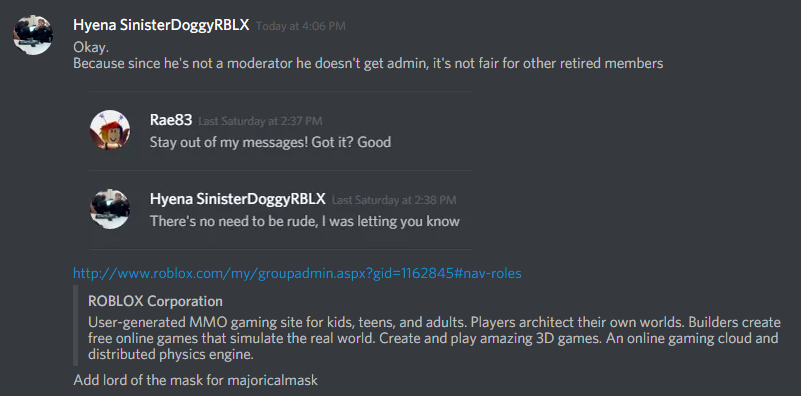 Hyena SinisterDoggyRBLX Today at 4:06 PM
Okay.
Because since he's not a moderator he doesn't get admin, it's not fair for other retired members
Rae83 Last Saturday at 2:37 PM
Stay out of my messages! Got it? Good
Hyena SinisterDoggyRBLX Last Saturday at 2:38 PM
There's no need to be rude, I was letting you know
http://www.roblox.com/my/groupadmin.aspx?gid=1162845#nav-roles
ROBLOX Corporation
User-generated MMO gaming site for kids, teens, and adults. Players architect their own worlds. Builders create
free online games that simulate the real world. Create and play amazing 3D games. An online gaming cloud and
distributed physics engine.
Add lord of the mask for majoricalmask